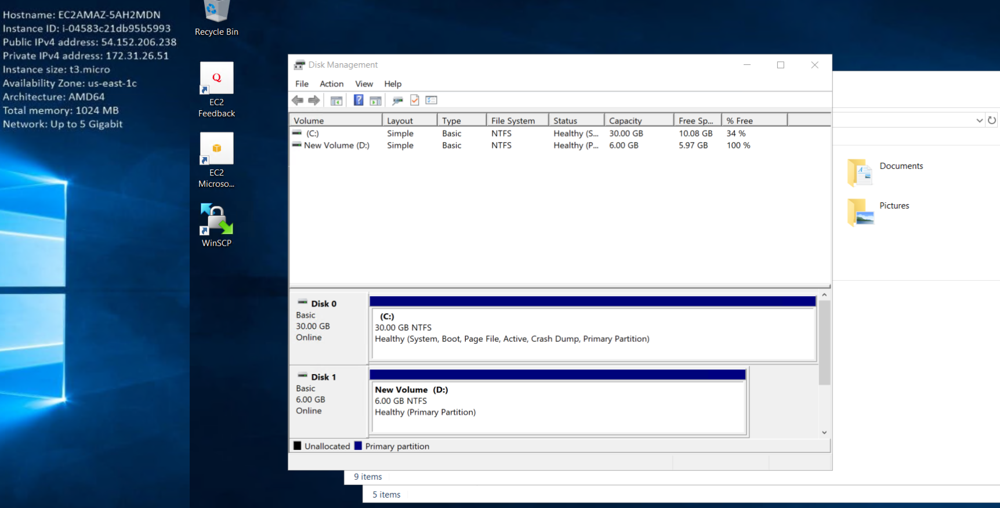 Hostname: EC2AMAZ-5AH2MDN
Instance ID: i-04583c21db95b5993
Public IPv4 address: 54.152.206.238
Private IPv4 address: 172.31.26.51
Instance size: t3.micro
Availability Zone: us-east-1c
Architecture: AMD64
Total memory: 1024 MB
Network: Up to 5 Gigabit
Recycle Bin
Q
EC2
Feedback
EC2
Microso...
WinSCP
Disk Management
File Action View Help
Volume Layout Type File System Status Capacity Free Sp... % Free
(C:) Simple Basic NTFS Healthy (S... 30.00 GB 10.08 GB 34 %
New Volume (D:) Simple Basic NTFS Healthy (P... 6.00 GB 5.97 GB 100 %
Disk 0
Basic
30.00 GB
Online
(C:)
30.00 GB NTFS
Healthy (System, Boot, Page File, Active, Crash Dump, Primary Partition)
Disk 1
Basic
6.00 GB
Online
New Volume (D:)
6.00 GB NTFS
Healthy (Primary Partition)
Unallocated Primary partition
Documents
Pictures
9 items
5 items